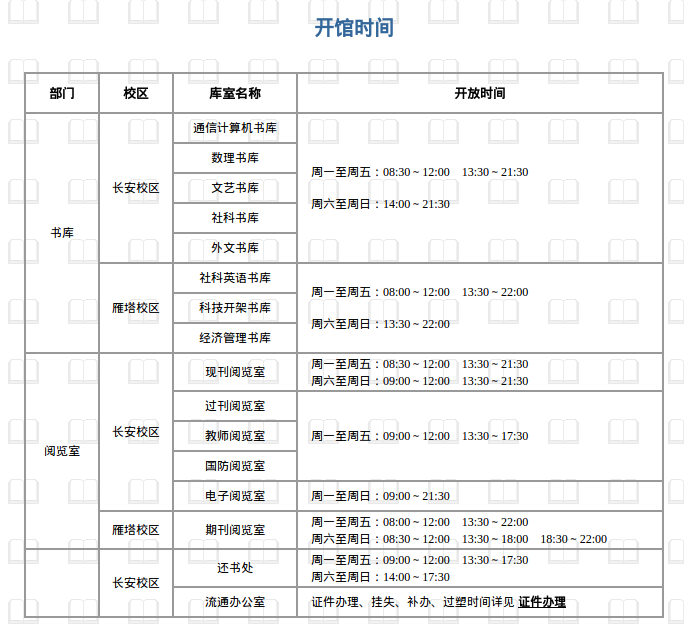 开馆时间
部门 校区 库室名称 开放时间
书库
长安校区
通信计算机书库
数理书库
文艺书库
社科书库
外文书库
周一至周五：08:30 ~ 12:00 13:30 ~ 21:30
周六至周日：14:00 ~ 21:30
雁塔校区
社科英语书库
科技开架书库
经济管理书库
周一至周五：08:00 ~ 12:00 13:30 ~ 22:00
周六至周日：13:30 ~ 22:00
阅览室
长安校区
现刊阅览室
周一至周五：08:30 ~ 12:00 13:30 ~ 21:30
周六至周日：09:00 ~ 12:00 13:30 ~ 21:30
过刊阅览室
教师阅览室
国防阅览室
周一至周五：09:00 ~ 12:00 13:30 ~ 17:30
电子阅览室
周一至周日：09:00 ~ 21:30
雁塔校区
期刊阅览室
周一至周五：08:00 ~ 12:00 13:30 ~ 22:00
周六至周日：08:30 ~ 12:00 13:30 ~ 18:00 18:30 ~ 22:00
长安校区
还书处
周一至周五：09:00 ~ 12:00 13:30 ~ 17:30
周六至周日：14:00 ~ 17:30
流通办公室
证件办理、挂失、补办、过塑时间详见 证件办理